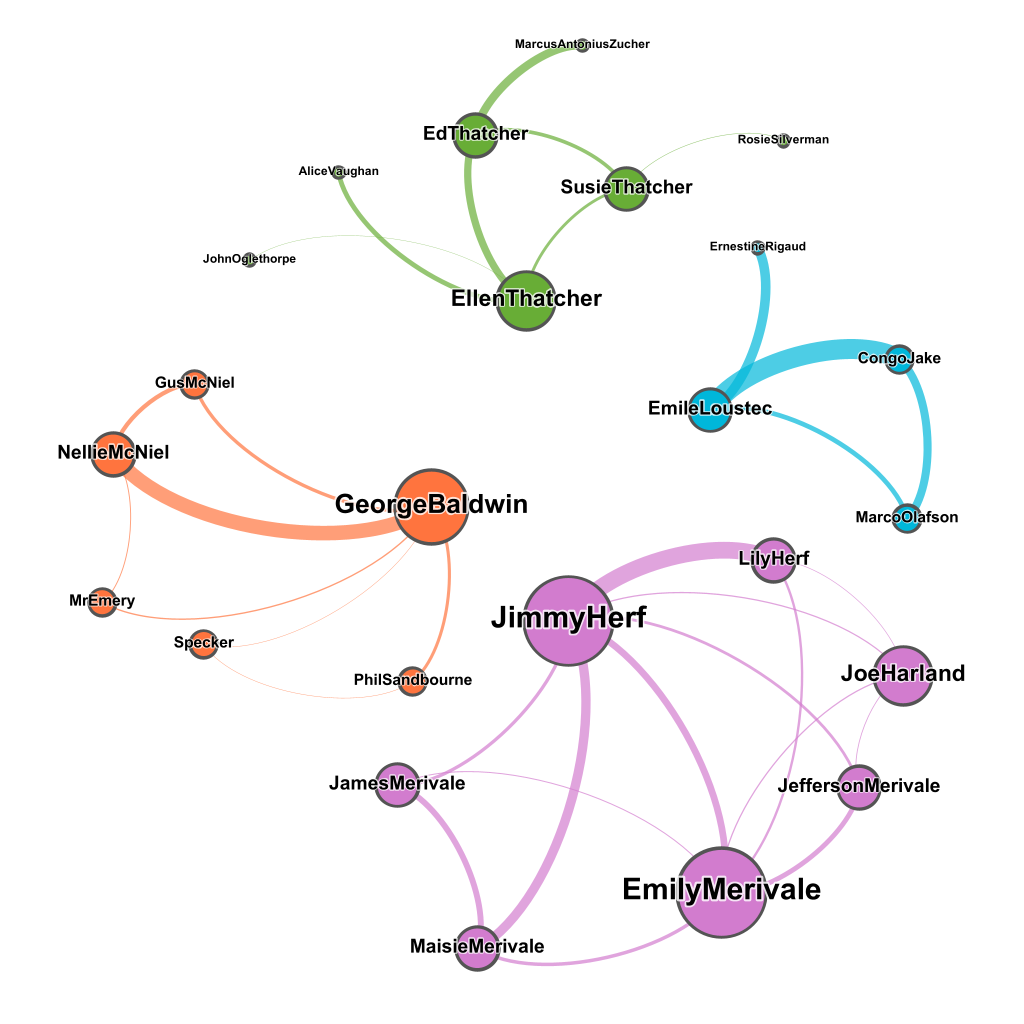 MarcusAntoniusZucher
EdThatcher
RosieSilverman
AliceVaughan
SusieThatcher
ErnestineRigaud
JohnOglethorpe
EllenThatcher
CongoJake
GusMcNiel
EmileLoustec
NellieMcNiel
GeorgeBaldwin
MarcoOlafson
LilyHerf
MrEmery
JimmyHerf
Specker
JoeHarland
PhilSandbourne
JamesMerivale
JeffersonMerivale
EmilyMerivale
MaisieMerivale